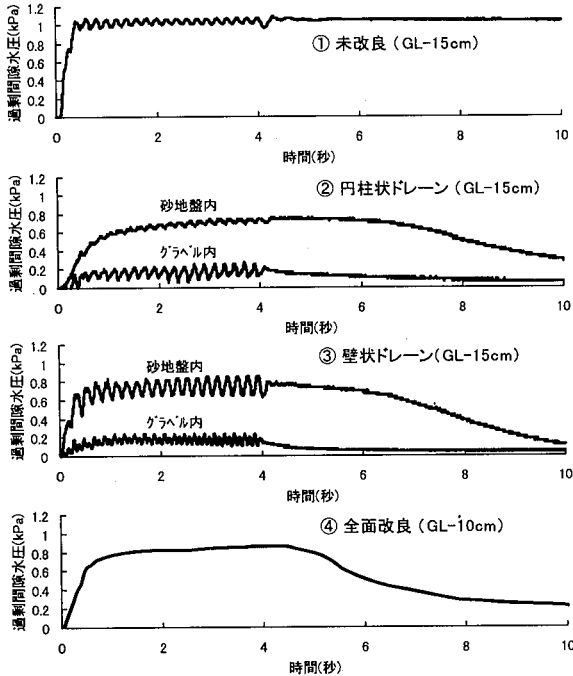 過剰間隙水圧(kPa)
1.2
1
0.8
0.6
0.4
0.2
0
① 未改良 (GL-15cm)
0 2 4 6 8 10
時間(秒)
過剰間隙水圧(kPa)
1.2
1
0.8
0.6
0.4
0.2
0
② 円柱状ドレーン (GL-15cm)
砂地盤内
グラベル内
0 2 4 6 8 10
時間(秒)
過剰間隙水圧(kPa)
1.2
1
0.8
0.6
0.4
0.2
0
③ 壁状ドレーン(GL-15cm)
砂地盤内
グラベル内
0 2 4 6 8 10
時間(秒)
過剰間隙水圧(kPa)
1.2
1
0.8
0.6
0.4
0.2
0
④ 全面改良 (GL-10cm)
0 2 4 6 8 10
時間(秒)